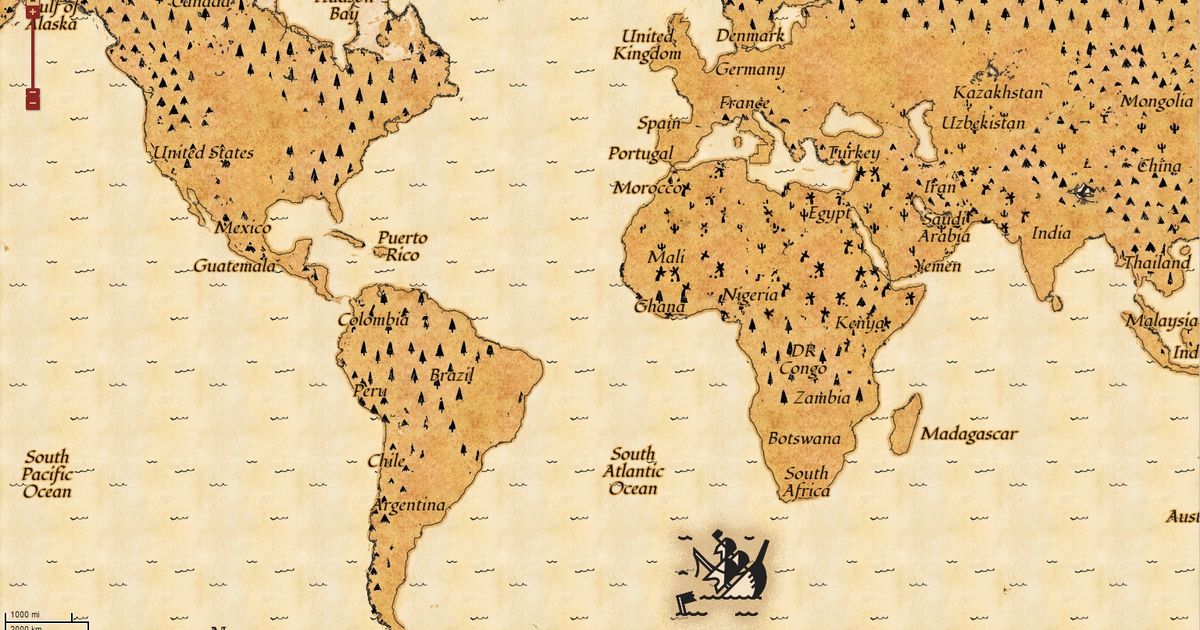 Gulf of
Alaska
Canada
Hudson
Bay
United
Kingdom
Denmark
Germany
Kazakhstan
Mongolia
France
Spain
Uzbekistan
United States
Portugal
Turkey
China
Morocco
Iran
Mexico
Egypt
Saudi
Arabia
India
Puerto
Rico
Guatemala
Mali
Yemen
Thailand
Ghana
Nigeria
Colombia
Kenya
Malaysia
DR
Congo
Ind
Brazil
Peru
Zambia
Madagascar
Botswana
South
Pacific
Ocean
Chile
South
Atlantic
Ocean
South
Africa
Argentina
Aust
1000 mi
2000 km